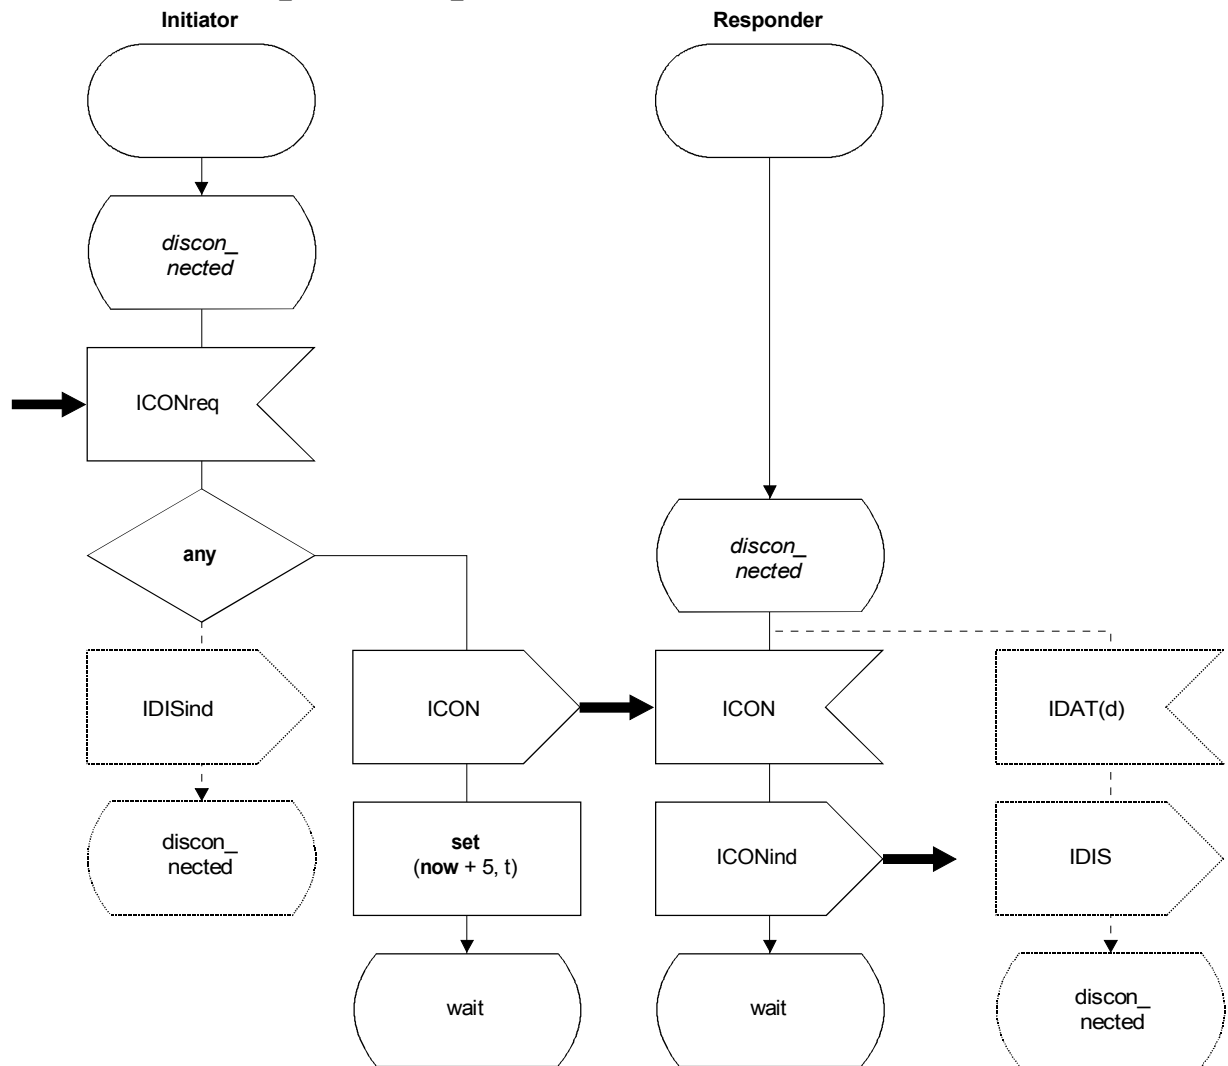 Initiator
Responder
discon_
nected
ICONreq
any
discon_
nected
IDISind
ICON
ICON
IDAT(d)
discon_
nected
set
(now + 5, t)
ICONind
IDIS
wait
wait
discon_
nected